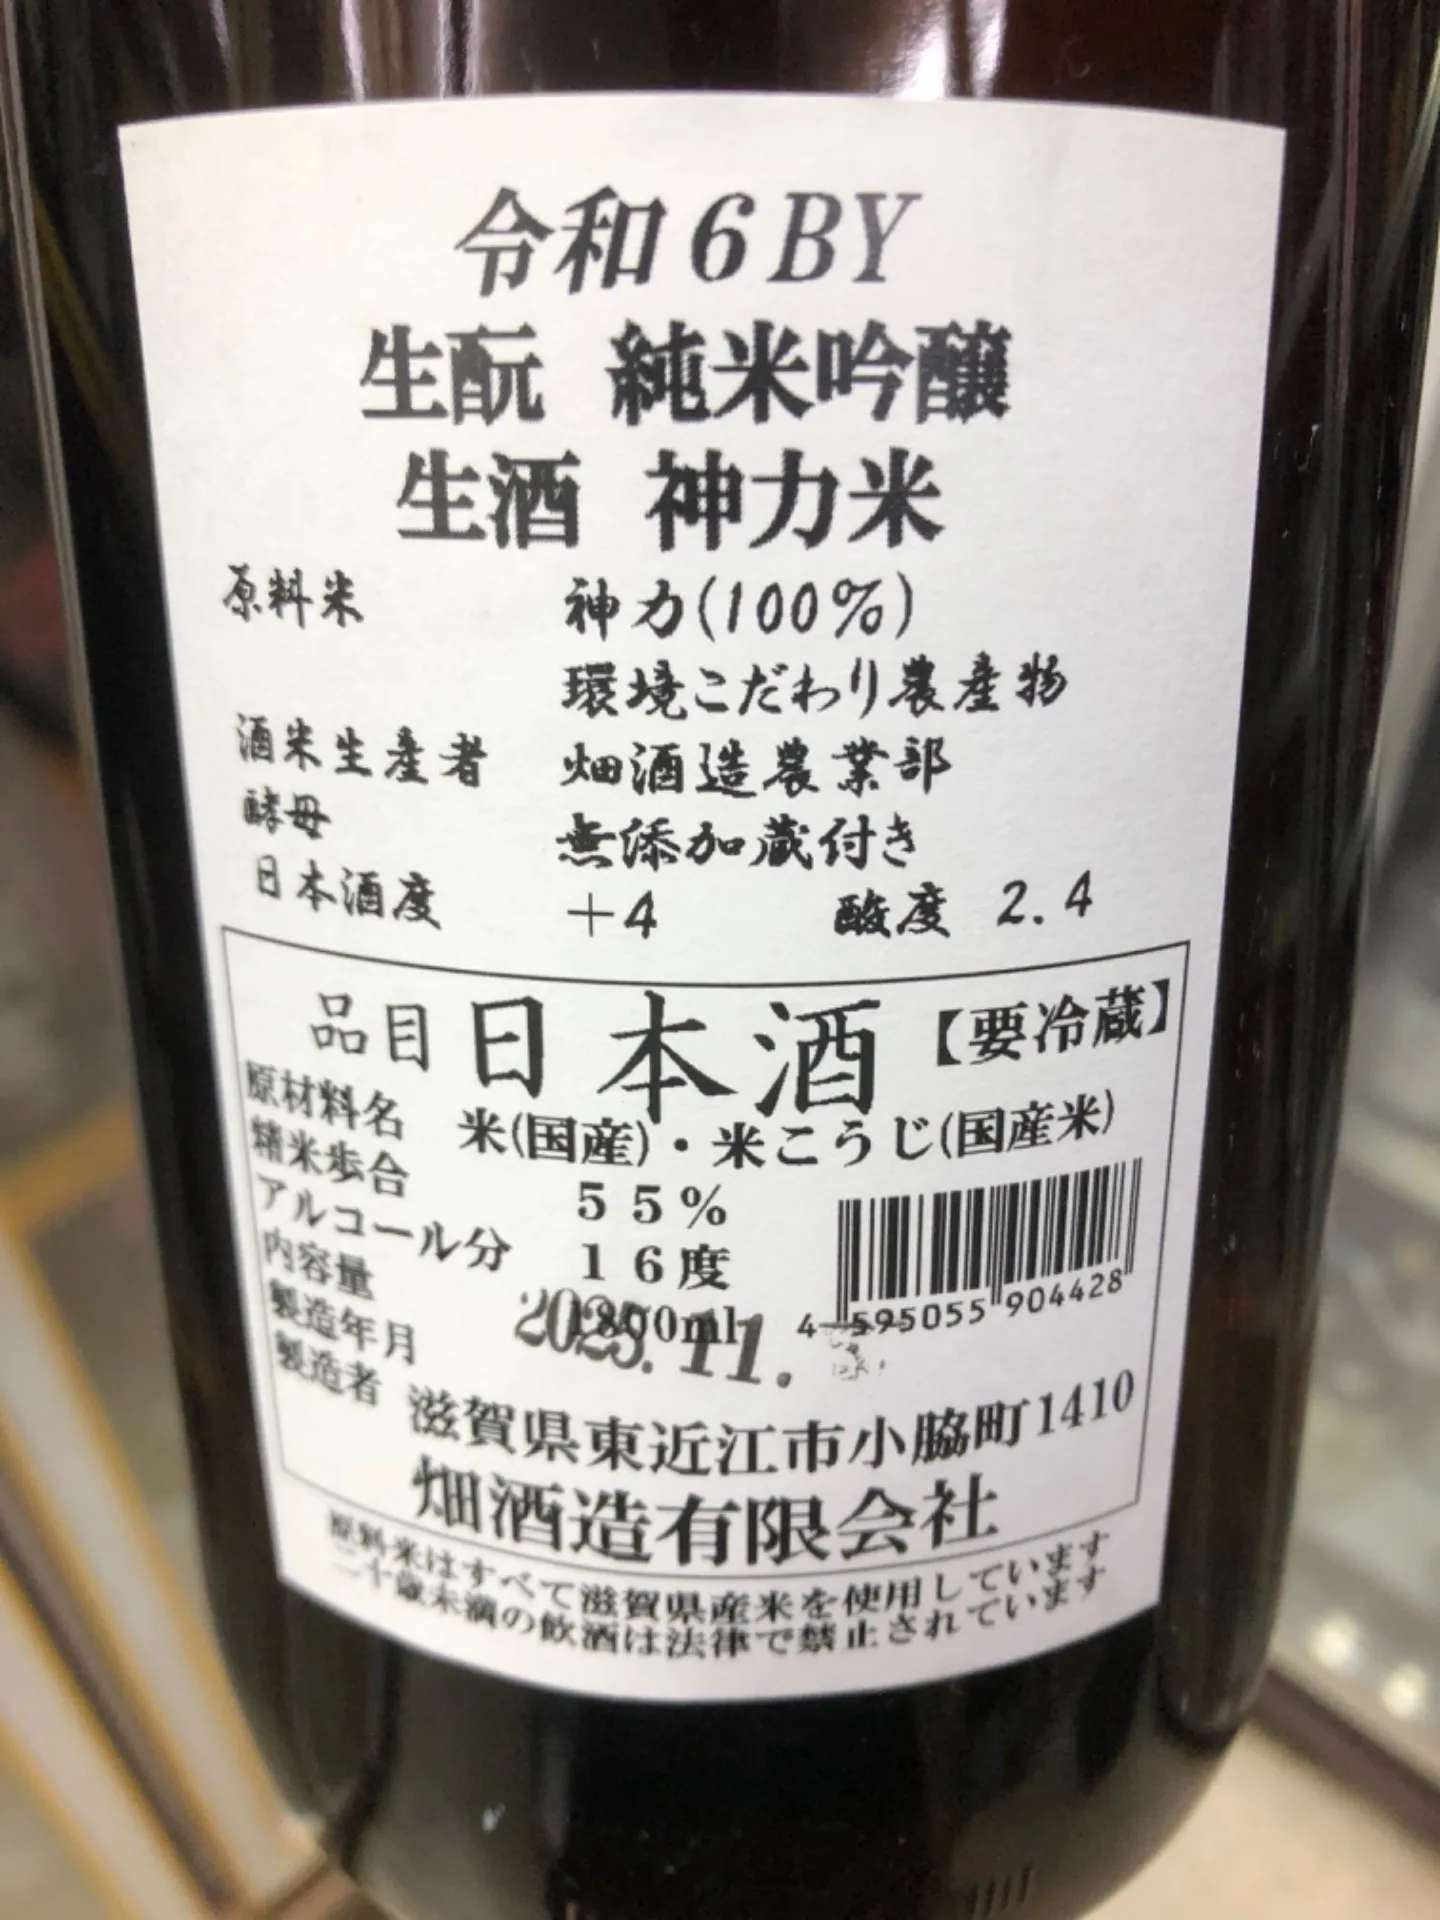 令和6BY
生酛 純米吟醸
生酒 神力米
原料米 神力(100%)
環境こだわり農産物
酒米生産者 畑酒造農業部
酵母 無添加蔵付き
日本酒度 +4 酸度 2.4
品目 日本酒【要冷蔵】
原材料名 米(国産)・米こうじ(国産米)
精米歩合 55%
アルコール分 16度
内容量 1800ml
製造年月 2025.11.
4 595055 904428
製造者 滋賀県東近江市小脇町1410
畑酒造有限会社
原料米はすべて滋賀県産米を使用しています
二十歳未満の飲酒は法律で禁止されています